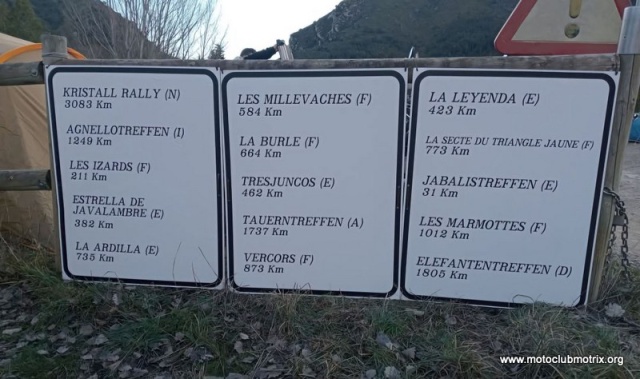 KRISTALL RALLY (N)
3083 Km
AGNELLOTREFFEN (I)
1249 Km
LES IZARDS (F)
211 Km
ESTRELLA DE
JAVALAMBRE (E)
382 Km
LA ARDILLA (E)
735 Km
LES MILLEVACHES (F)
584 Km
LA BURLE (F)
664 Km
TRESJUNCOS (E)
462 Km
TAUERNTREFFEN (A)
1737 Km
VERCORS (F)
873 Km
LA LEYENDA (E)
423 Km
LA SECTE DU TRIANGLE JAUNE (F)
773 Km
JABALISTREFFEN (E)
31 Km
LES MARMOTTES (F)
1012 Km
ELEFANTENTREFFEN (D)
1805 Km
www.motoclubmotrix.org